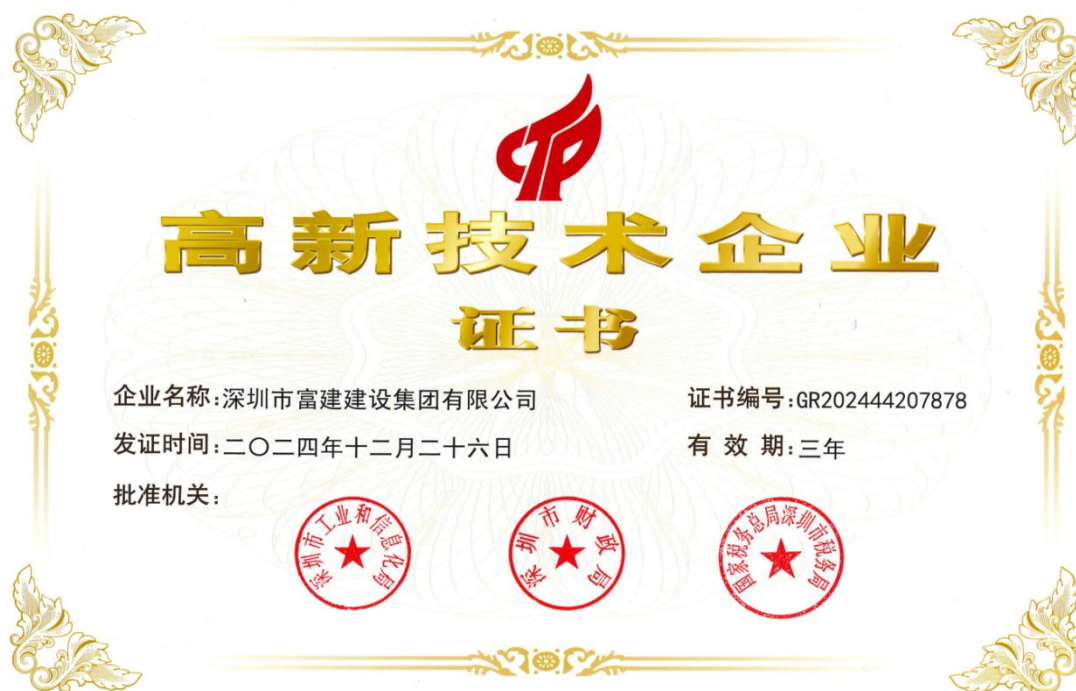 高新技术企业
证书
企业名称:深圳市富建建设集团有限公司 证书编号:GR202444207878
发证时间:二〇二四年十二月二十六日 有效期:三年
批准机关:
深圳市工业和信息化局
深圳市财政局
国家税务总局深圳市税务局